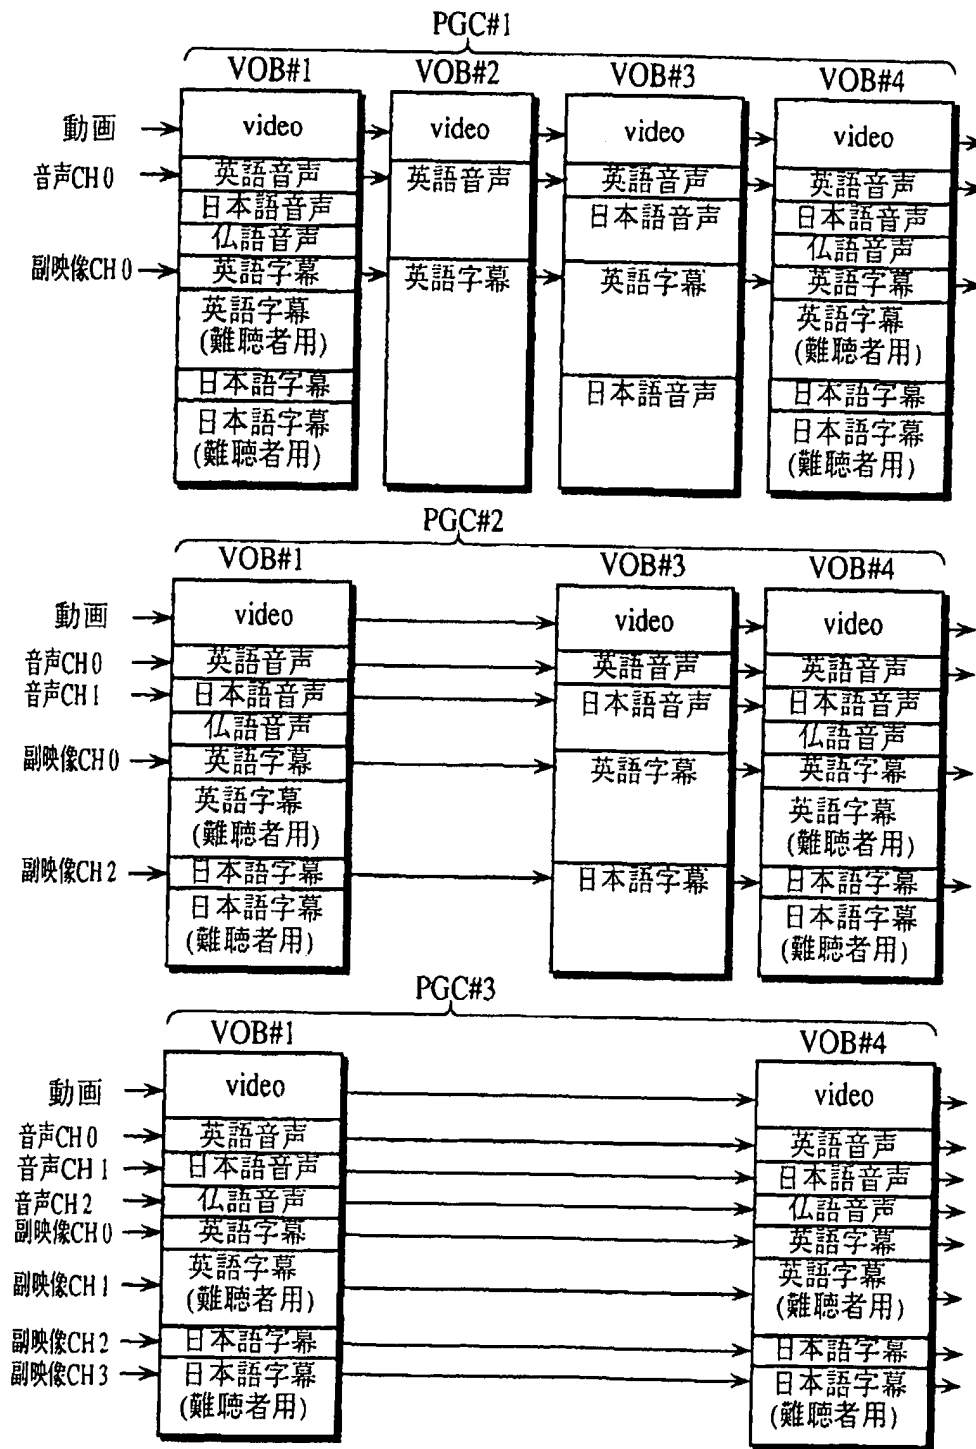 PGC#1
VOB#1
VOB#2
VOB#3
VOB#4
動画
音声CH0
副映像CH0
video
英語音声
日本語音声
仏語音声
英語字幕
英語字幕
(難聴者用)
日本語字幕
日本語字幕
(難聴者用)
video
英語音声
英語字幕
video
英語音声
日本語音声
英語字幕
日本語音声
video
英語音声
日本語音声
仏語音声
英語字幕
英語字幕
(難聴者用)
日本語字幕
日本語字幕
(難聴者用)
PGC#2
VOB#1
VOB#3
VOB#4
動画
音声CH0
音声CH1
副映像CH0
副映像CH2
video
英語音声
日本語音声
仏語音声
英語字幕
英語字幕
(難聴者用)
日本語字幕
日本語字幕
(難聴者用)
video
英語音声
日本語音声
英語字幕
日本語字幕
video
英語音声
日本語音声
仏語音声
英語字幕
英語字幕
(難聴者用)
日本語字幕
日本語字幕
(難聴者用)
PGC#3
VOB#1
VOB#4
動画
音声CH0
音声CH1
音声CH2
副映像CH0
副映像CH1
副映像CH2
副映像CH3
video
英語音声
日本語音声
仏語音声
英語字幕
英語字幕
(難聴者用)
日本語字幕
日本語字幕
(難聴者用)
video
英語音声
日本語音声
仏語音声
英語字幕
英語字幕
(難聴者用)
日本語字幕
日本語字幕
(難聴者用)